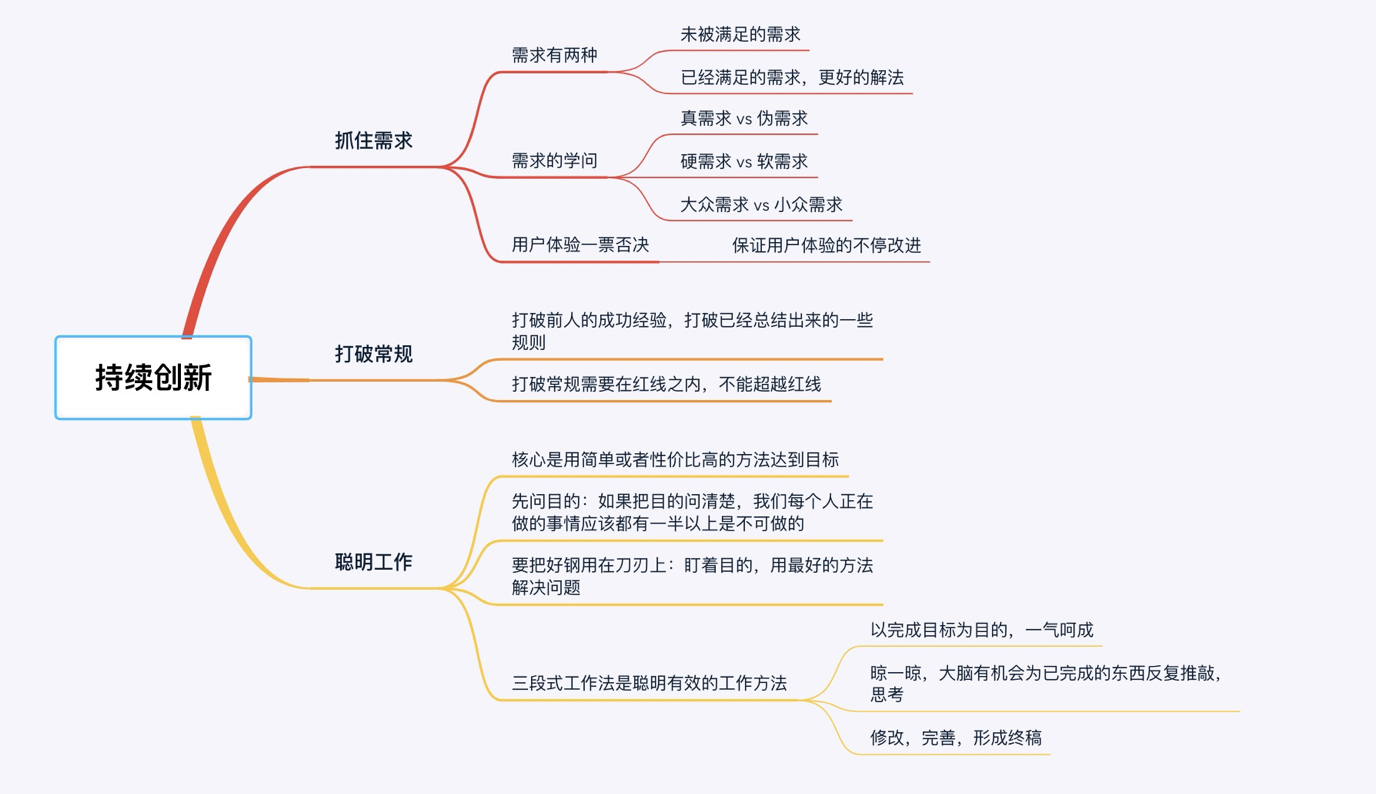 持续创新
抓住需求
需求有两种
未被满足的需求
已经满足的需求，更好的解法
需求的学问
真需求 vs 伪需求
硬需求 vs 软需求
大众需求 vs 小众需求
用户体验一票否决
保证用户体验的不停改进
打破常规
打破前人的成功经验，打破已经总结出来的一些
规则
打破常规需要在红线之内，不能超越红线
聪明工作
核心是用简单或者性价比高的方法达到目标
先问目的：如果把目的问清楚，我们每个人正在
做的事情应该都有一半以上是不可做的
要把好钢用在刀刃上：盯着目的，用最好的方法
解决问题
三段式工作法是聪明有效的工作方法
以完成目标为目的，一气呵成
晾一晾，大脑有机会为已完成的东西反复推敲，
思考
修改，完善，形成终稿